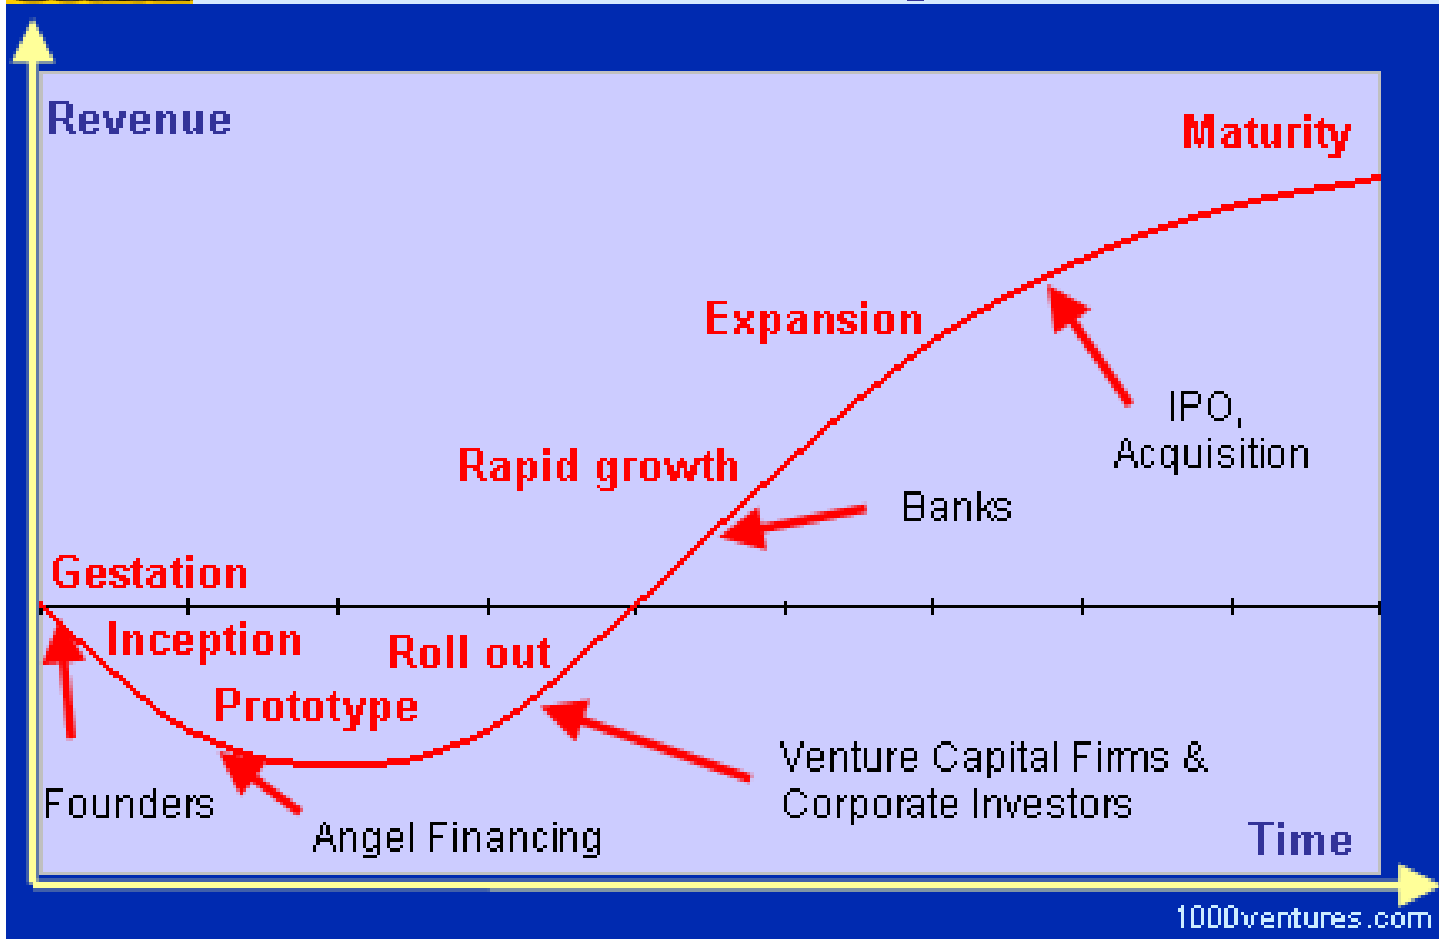 Revenue
Maturity
Expansion
IPO,
Acquisition
Rapid growth
Banks
Gestation
Inception
Roll out
Prototype
Venture Capital Firms &
Corporate Investors
Founders
Angel Financing
Time
1000ventures.com